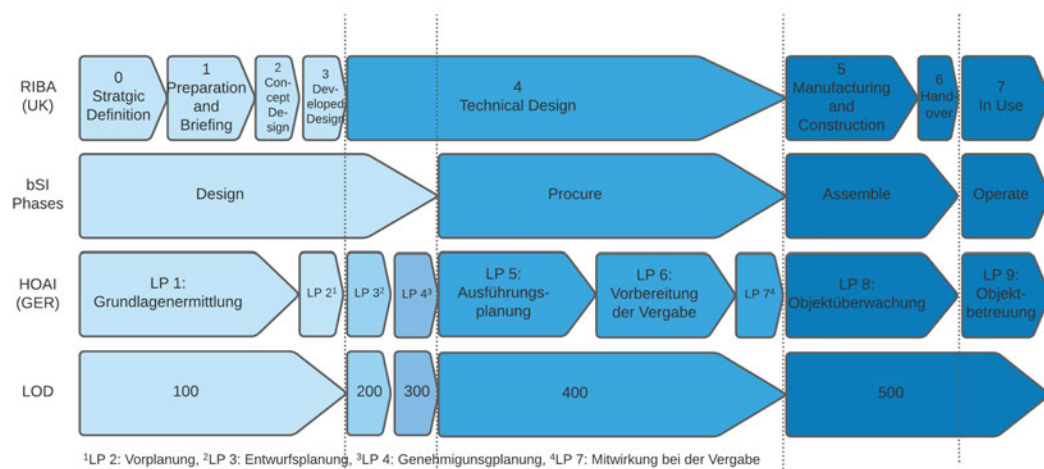 RIBA
(UK)
0
Stratgic
Definition
1
Preparation
and
Briefing
2
Con-
cept
De-
sign
3
Dev-
eloped
Design
4
Technical Design
5
Manufacturing
and
Construction
6
Hand-
over
7
In Use
bSI
Phases
Design
Procure
Assemble
Operate
HOAI
(GER)
LP 1:
Grundlagenermittlung
LP 2¹
LP 3²
LP 4³
LP 5:
Ausführungs-
planung
LP 6:
Vorbereitung
der Vergabe
LP 7⁴
LP 8:
Objektüberwachung
LP 9:
Objekt-
betreuung
LOD
100
200
300
400
500
¹LP 2: Vorplanung, ²LP 3: Entwurfsplanung, ³LP 4: Genehmigunsgplanung, ⁴LP 7: Mitwirkung bei der Vergabe